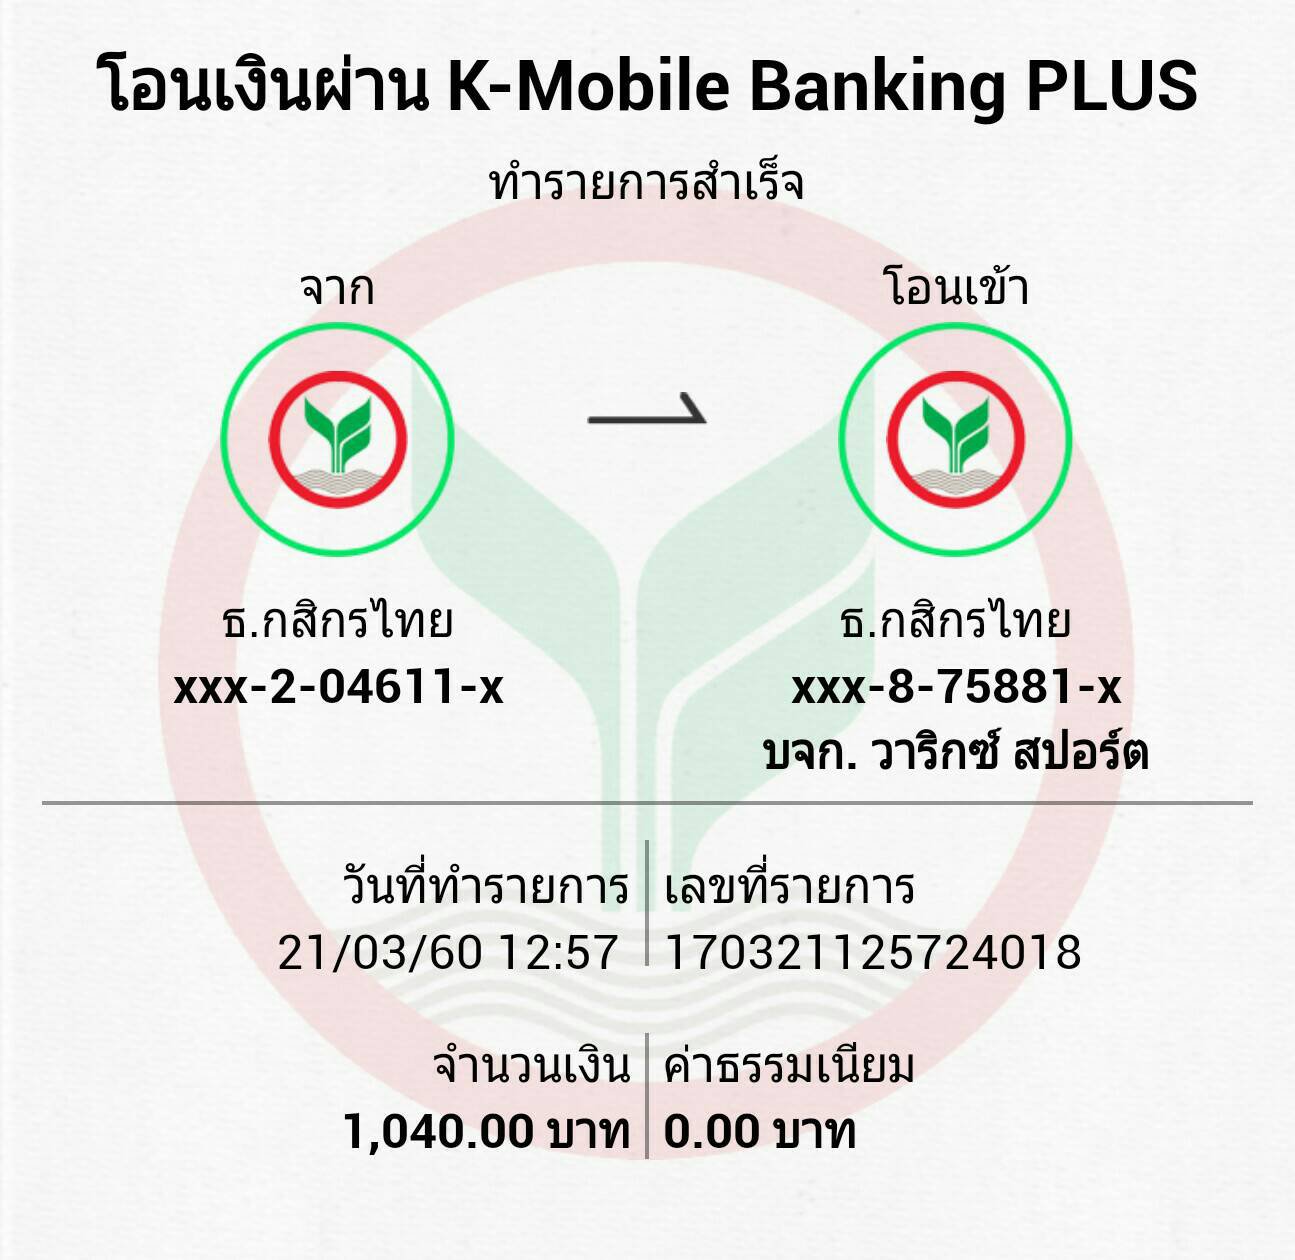 โอนเงินผ่าน K-Mobile Banking PLUS
ทำรายการสำเร็จ
จาก
โอนเข้า
ธ.กสิกรไทย
ธ.กสิกรไทย
xxx-2-04611-x
xxx-8-75881-x
บจก. วาริกซ์ สปอร์ต
วันที่ทำรายการ
เลขที่รายการ
21/03/60 12:57
170321125724018
จำนวนเงิน
ค่าธรรมเนียม
1,040.00 บาท
0.00 บาท